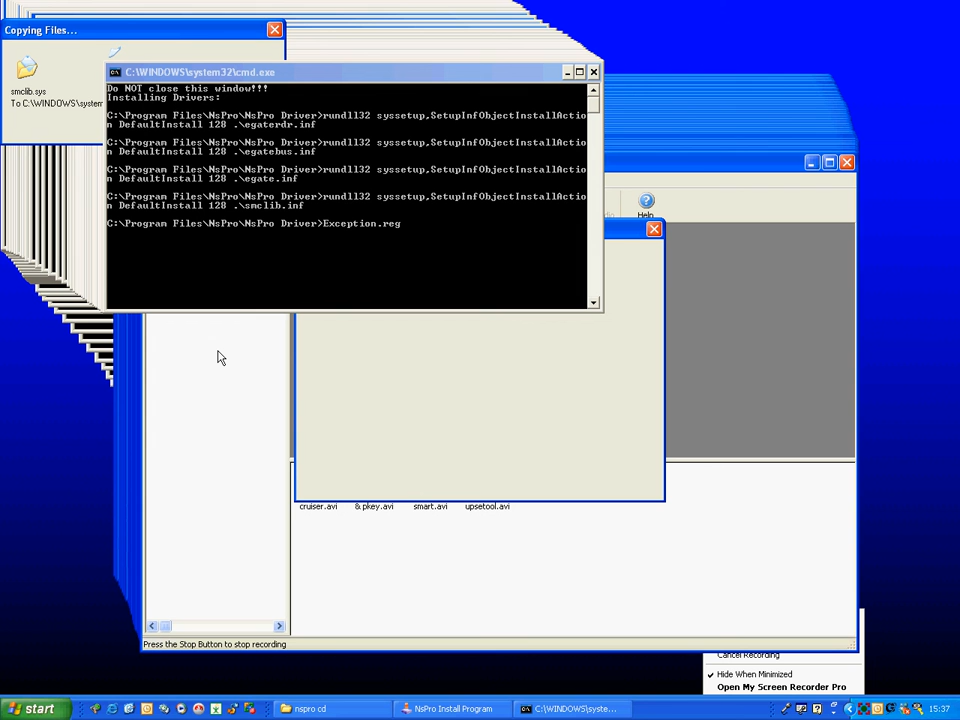 Copying Files...
smclib.sys
To C:\WINDOWS\system
C:\WINDOWS\system32\cmd.exe
Do NOT close this window!!!
Installing Drivers:
C:\Program Files\NsPro\NsPro Driver>rundll32 syssetup,SetupInfObjectInstallActio
n DefaultInstall 128 .\egaterdr.inf
C:\Program Files\NsPro\NsPro Driver>rundll32 syssetup,SetupInfObjectInstallActio
n DefaultInstall 128 .\egatebus.inf
C:\Program Files\NsPro\NsPro Driver>rundll32 syssetup,SetupInfObjectInstallActio
n DefaultInstall 128 .\egate.inf
C:\Program Files\NsPro\NsPro Driver>rundll32 syssetup,SetupInfObjectInstallActio
n DefaultInstall 128 .\smclib.inf
C:\Program Files\NsPro\NsPro Driver>Exception.reg
Help
cruiser.avi & pkey.avi smart.avi upsetool.avi
Press the Stop Button to stop recording
Cancel Recording
Hide When Minimized
Open My Screen Recorder Pro
start
nspro cd
NsPro Install Program
C:\WINDOWS\syste...
15:37